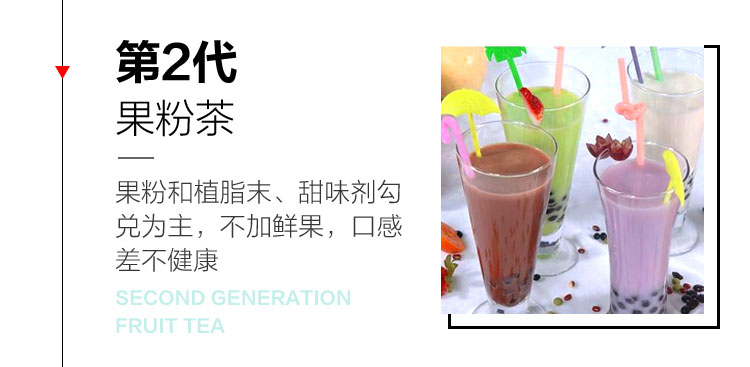 第2代
果粉茶
果粉和植脂末、甜味剂勾
兑为主，不加鲜果，口感
差不健康
SECOND GENERATION
FRUIT TEA